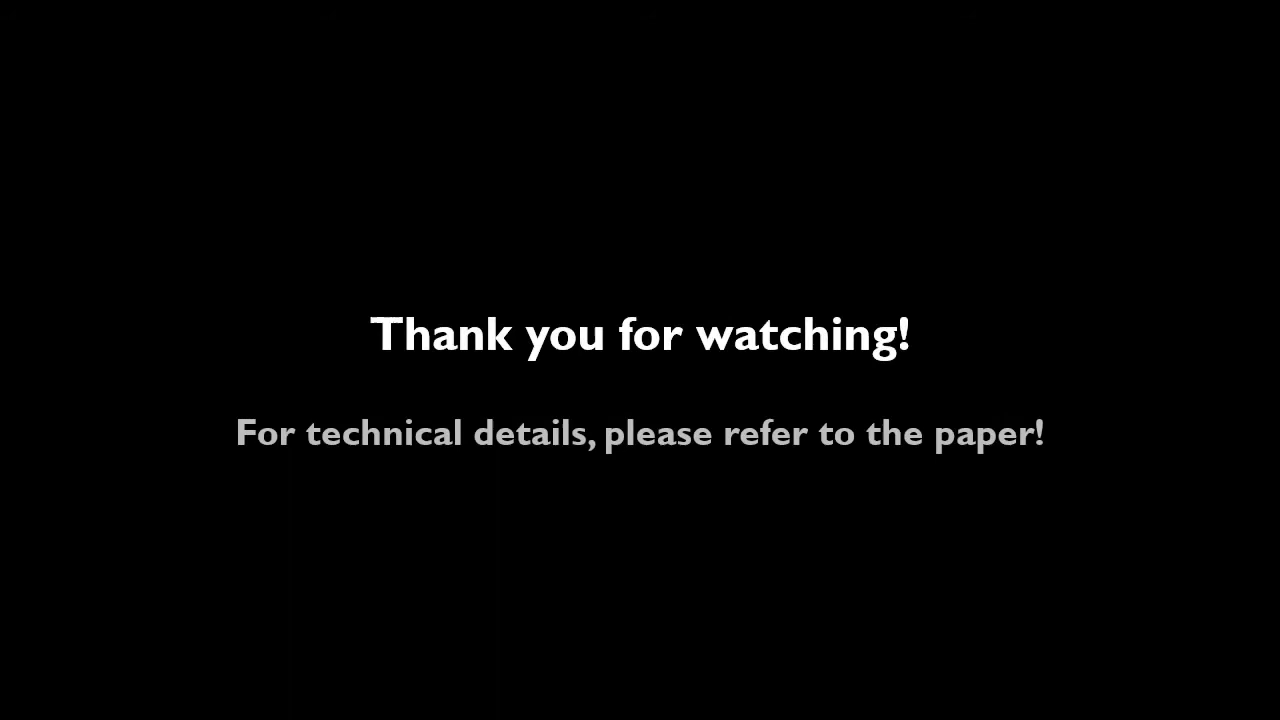 Thank you for watching!
For technical details, please refer to the paper!